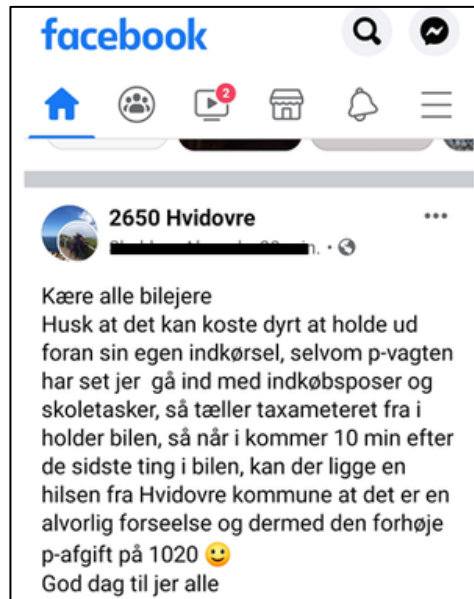 facebook
2
2650 Hvidovre
Kære alle bilejere
Husk at det kan koste dyrt at holde ud
foran sin egen indkørsel, selvom p-vagten
har set jer gå ind med indkøbsposer og
skoletasker, så tæller taxameteret fra i
holder bilen, så når i kommer 10 min efter
de sidste ting i bilen, kan der ligge en
hilsen fra Hvidovre kommune at det er en
alvorlig forseelse og dermed den forhøje
p-afgift på 1020 🙂
God dag til jer alle